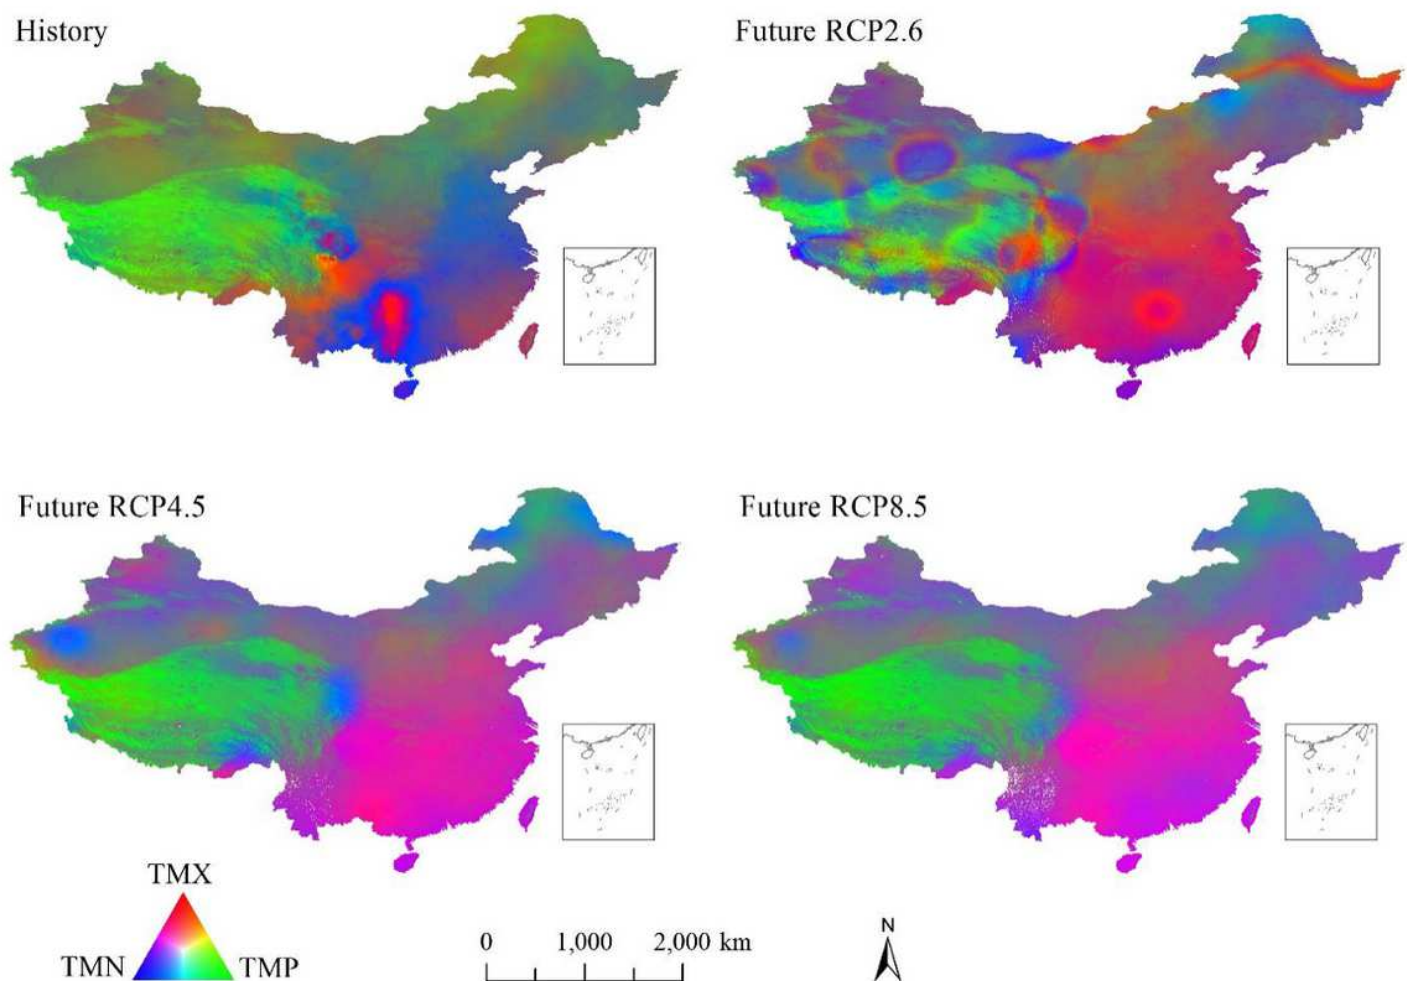 History
Future RCP2.6
Future RCP4.5
Future RCP8.5
TMX
TMN
TMP
0 1,000 2,000 km
N